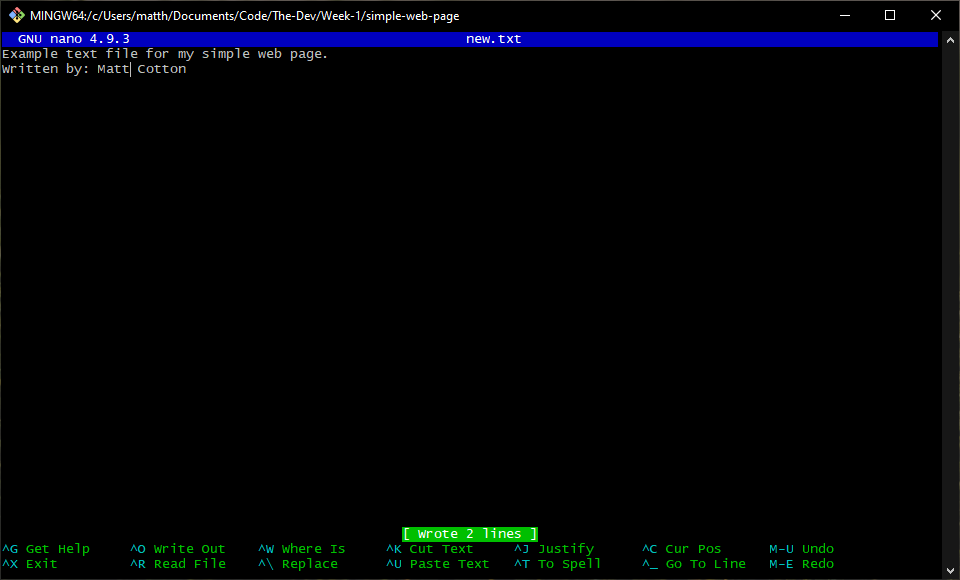 MINGW64:/c/Users/matth/Documents/Code/The-Dev/Week-1/simple-web-page
GNU nano 4.9.3 new.txt
Example text file for my simple web page.
Written by: Matt Cotton
[ Wrote 2 lines ]
^G Get Help ^O Write Out ^W Where Is ^K Cut Text ^J Justify ^C Cur Pos M-U Undo
^X Exit ^R Read File ^\ Replace ^U Paste Text ^T To Spell ^_ Go To Line M-E Redo